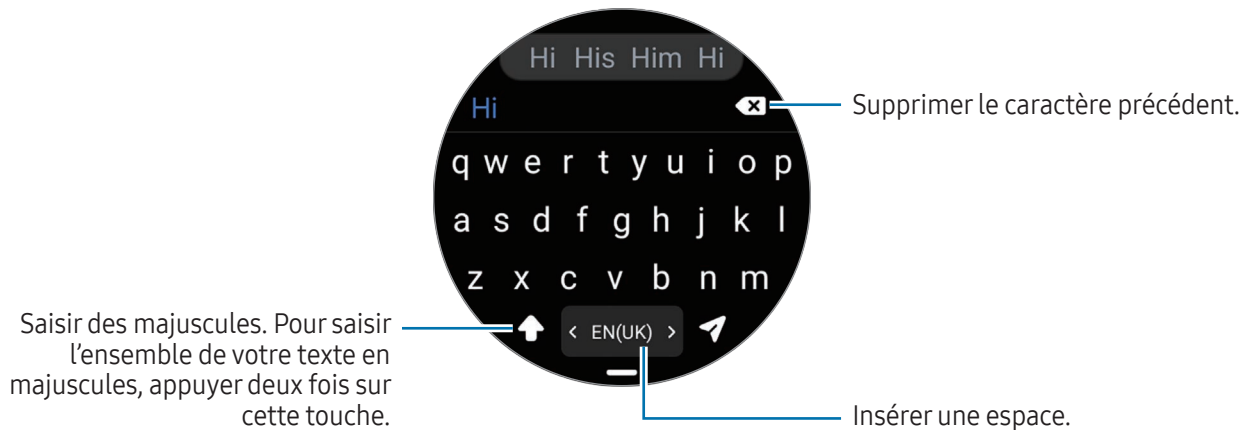 Hi His Him Hi
Hi
Supprimer le caractère précédent.
q w e r t y u i o p
a s d f g h j k l
z x c v b n m
Saisir des majuscules. Pour saisir
l'ensemble de votre texte en
majuscules, appuyer deux fois sur
cette touche.
< EN(UK) >
Insérer une espace.